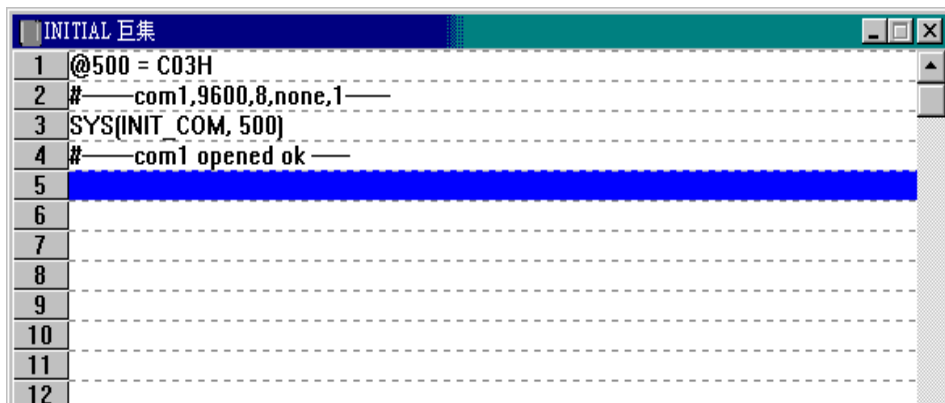 INITIAL 巨集
1 @500 = C03H
2 #——com1,9600,8,none,1——
3 SYS(INIT_COM, 500)
4 #——com1 opened ok ——
5
6
7
8
9
10
11
12